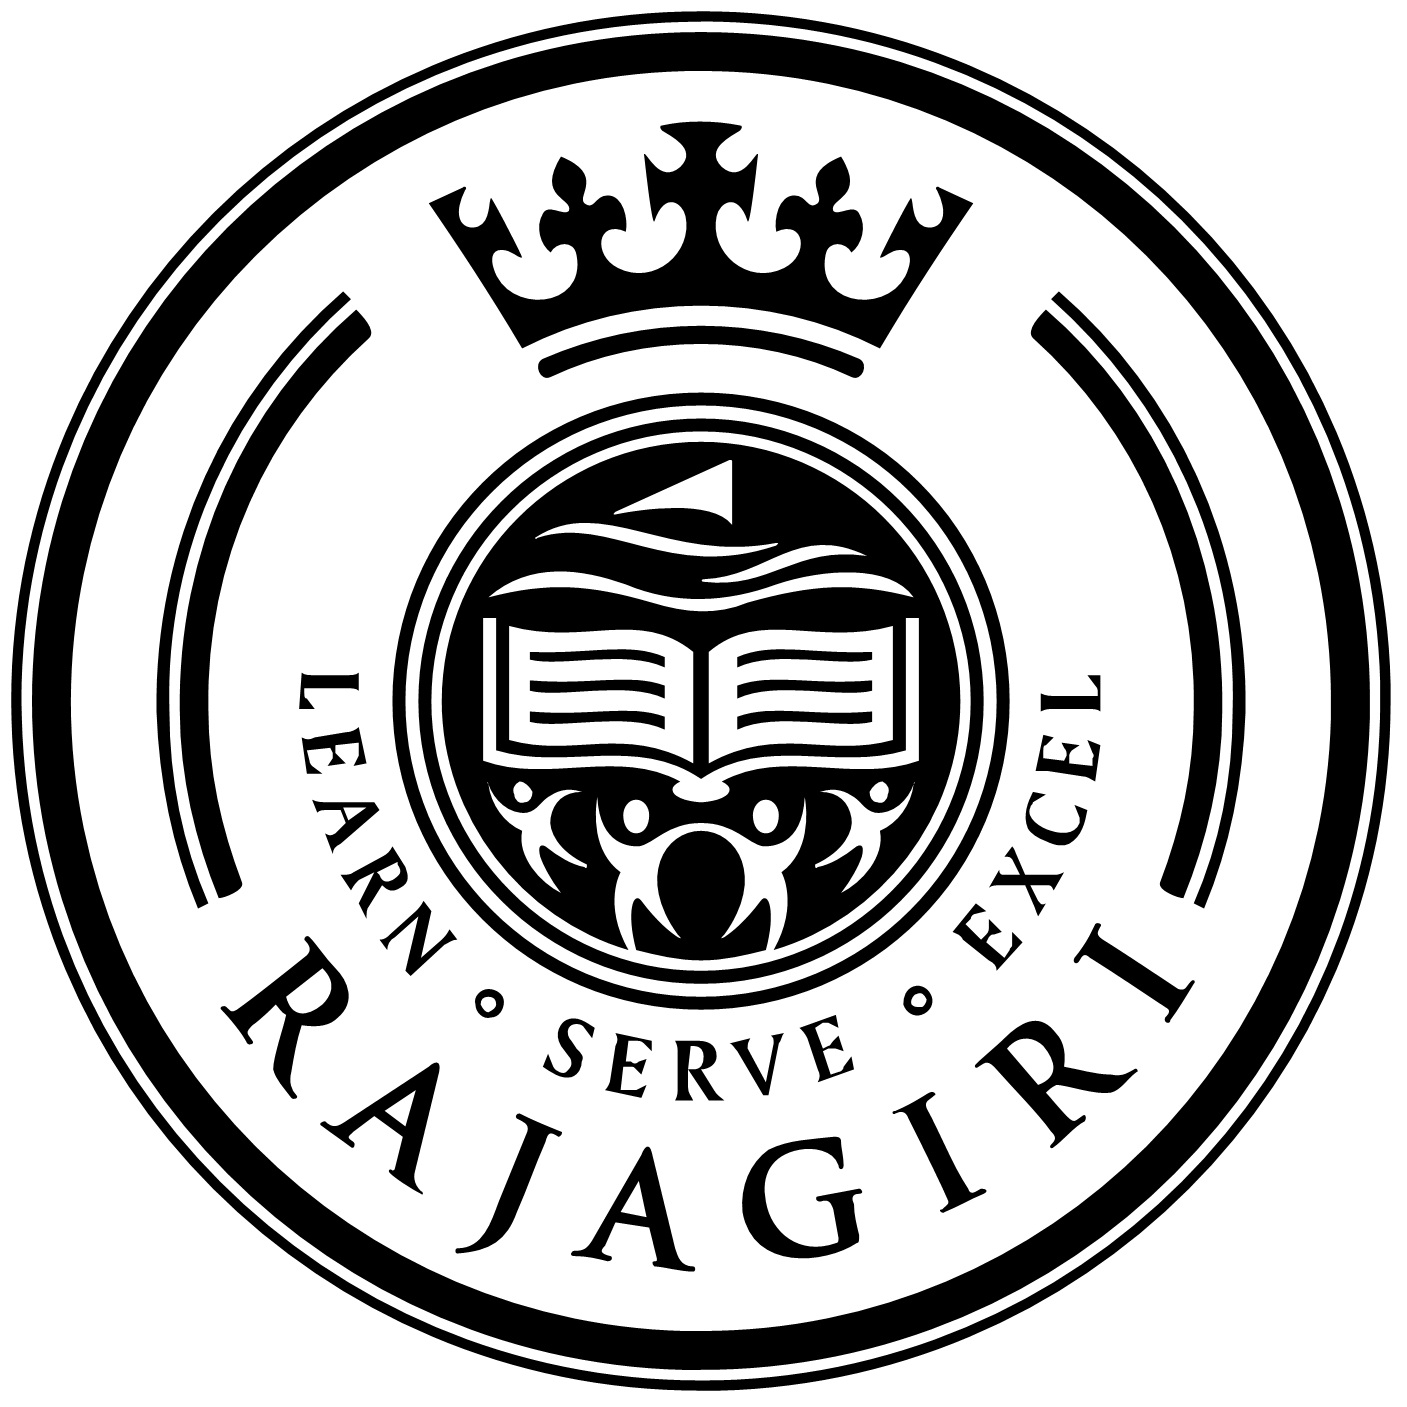 LEARN ∘ SERVE ∘ EXCEL
RAJAGIRI